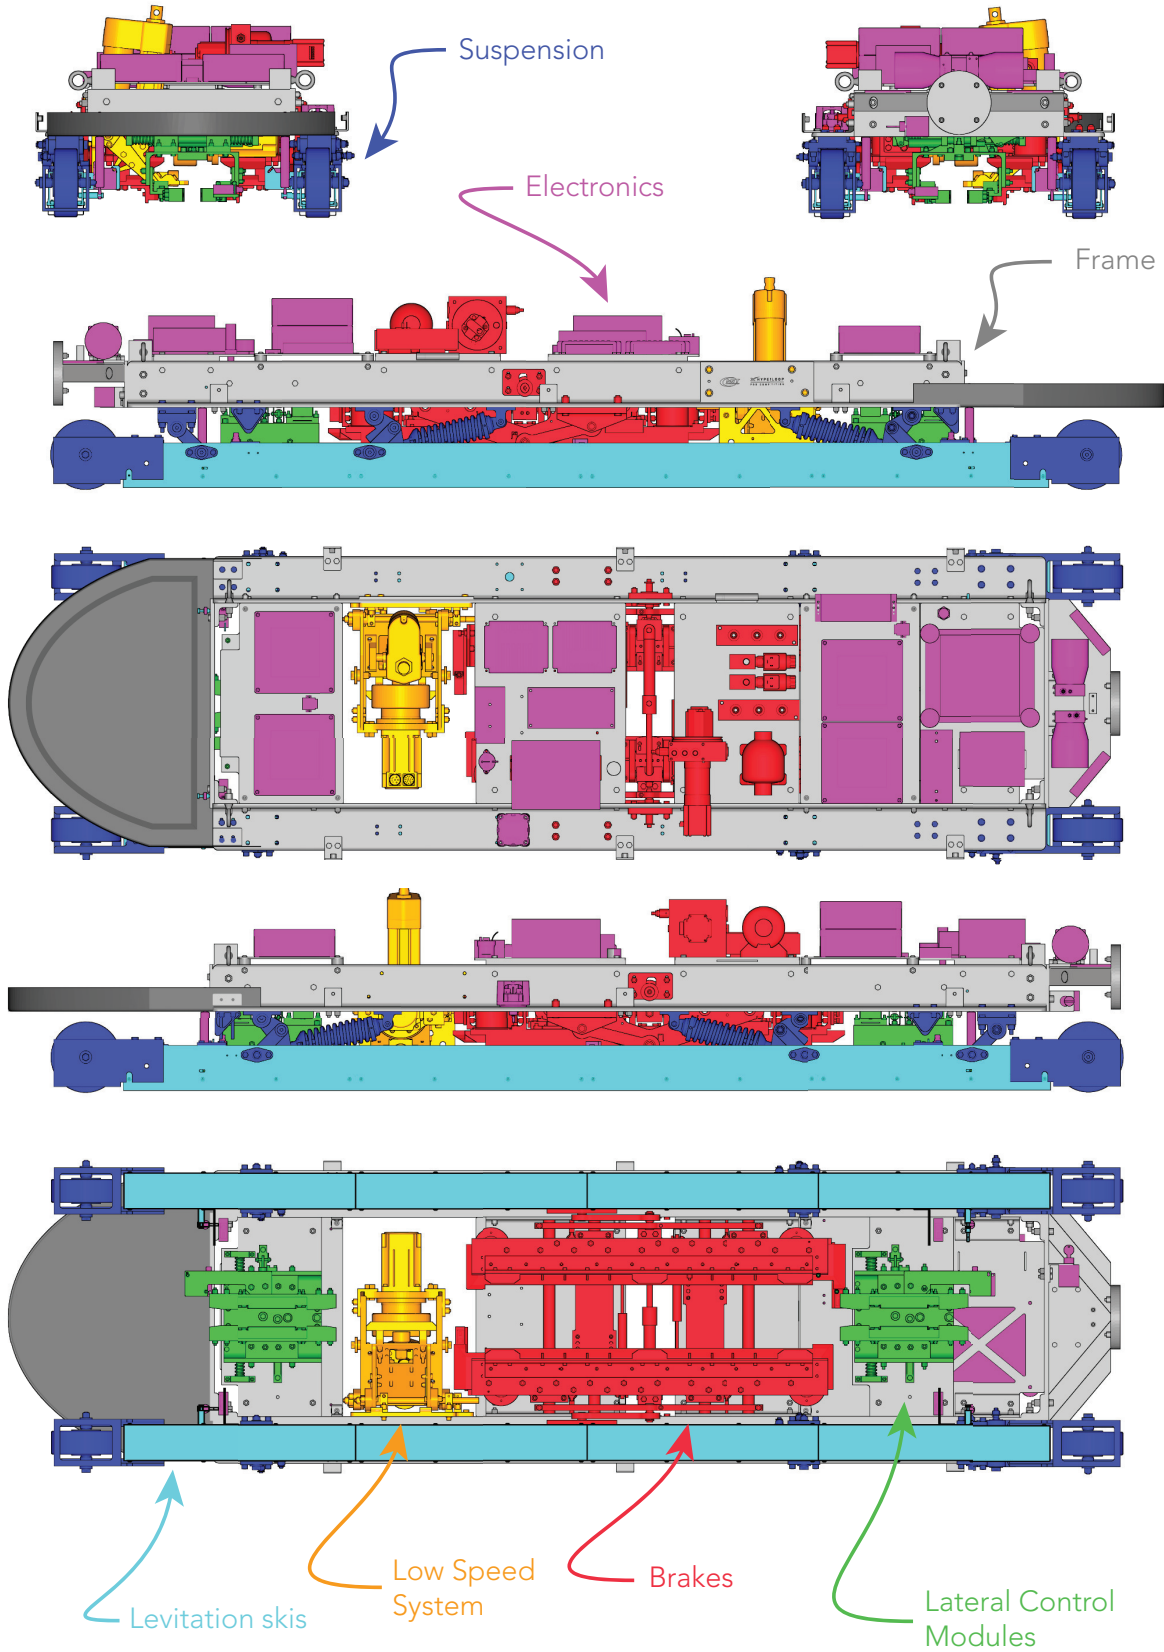 Suspension
Electronics
Frame
Low Speed
System
Brakes
Levitation skis
Lateral Control
Modules